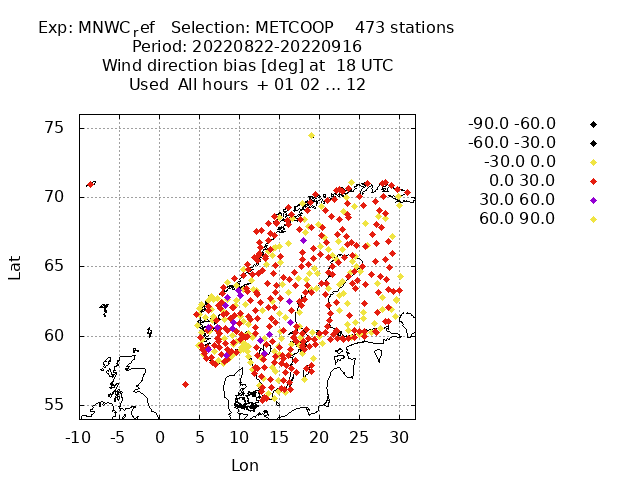 Exp: MNWC_ref   Selection: METCOOP    473 stations
Period: 20220822-20220916
Wind direction bias [deg] at  18 UTC
Used  All hours  + 01 02 ... 12
-90.0 -60.0
-60.0 -30.0
-30.0 0.0
0.0 30.0
30.0 60.0
60.0 90.0
75
70
65
60
55
Lat
-10 -5 0 5 10 15 20 25 30
Lon